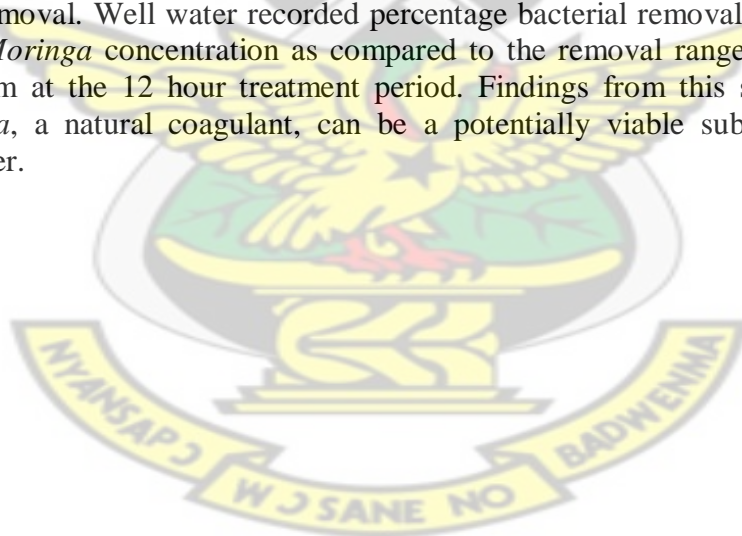 moval. Well water recorded percentage bacterial removal
Moringa concentration as compared to the removal range
m at the 12 hour treatment period. Findings from this s
a, a natural coagulant, can be a potentially viable sub
er.
NYANSAPƆ WƆSANE NO BADWENMA